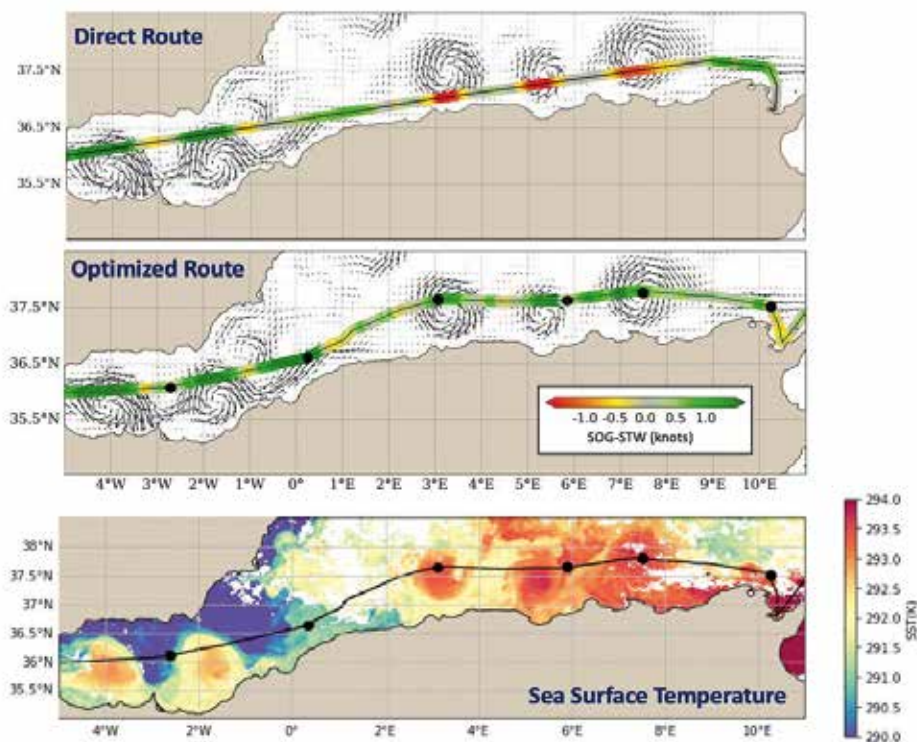 Direct Route
37.5°N
36.5°N
35.5°N
Optimized Route
37.5°N
36.5°N
35.5°N
-1.0 -0.5 0.0 0.5 1.0
SOG-STW (knots)
4°W 3°W 2°W 1°W 0° 1°E 2°E 3°E 4°E 5°E 6°E 7°E 8°E 9°E 10°E
38°N
37.5°N
37°N
36.5°N
36°N
35.5°N
Sea Surface Temperature
4°W 2°W 0° 2°E 4°E 6°E 8°E 10°E
294.0
293.5
293.0
292.5
292.0
291.5
291.0
290.5
290.0
SST(K)